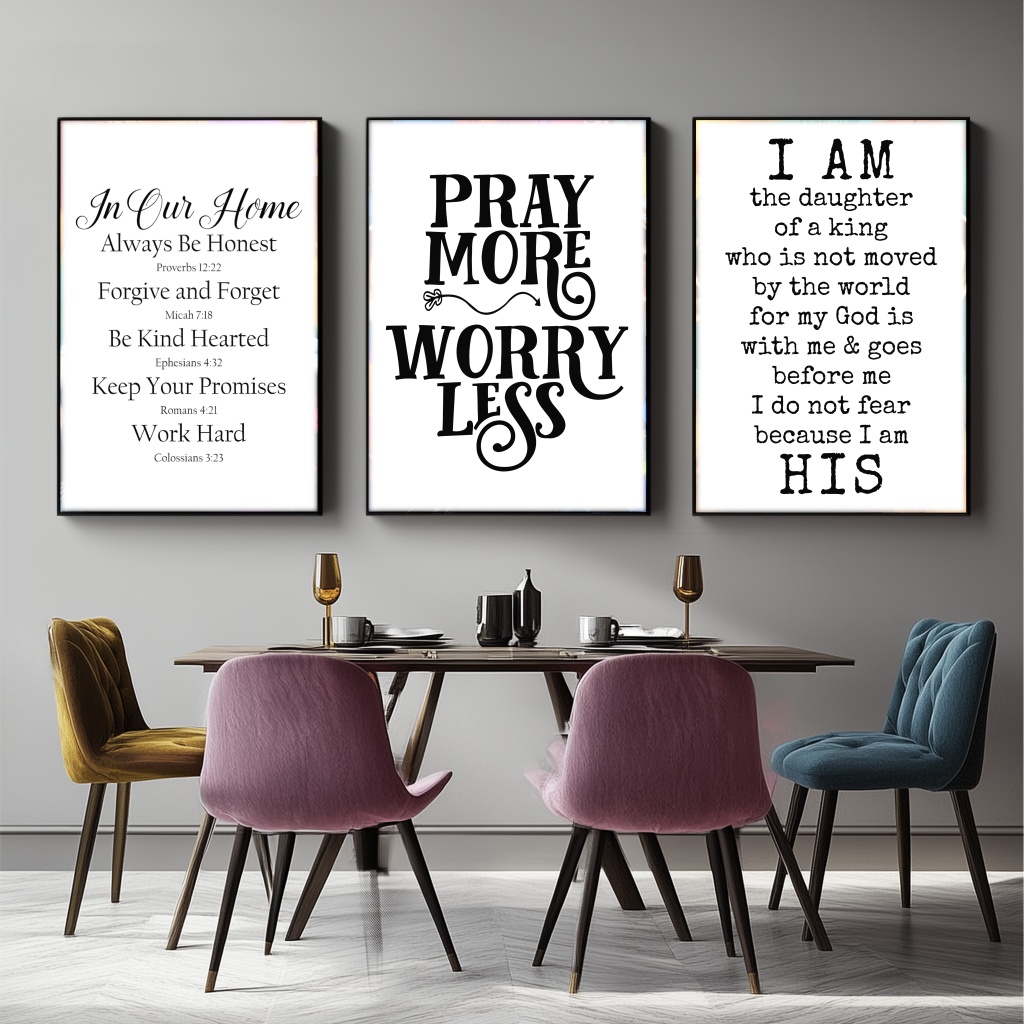 In Our Home
Always Be Honest
Proverbs 12:22
Forgive and Forget
Micah 7:18
Be Kind Hearted
Ephesians 4:32
Keep Your Promises
Romans 4:21
Work Hard
Colossians 3:23
PRAY
MORE
WORRY
LESS
I AM
the daughter
of a king
who is not moved
by the world
for my God is
with me & goes
before me
I do not fear
because I am
HIS